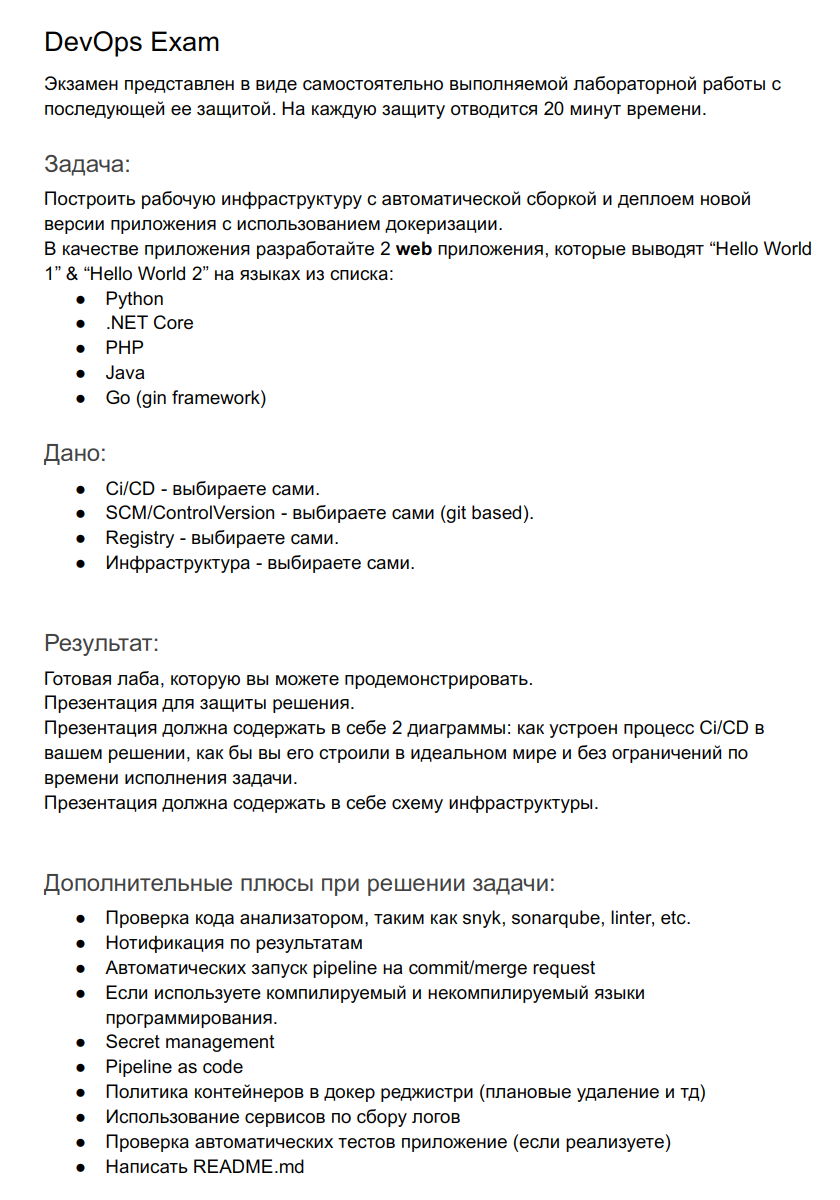 DevOps Exam
Экзамен представлен в виде самостоятельно выполняемой лабораторной работы с
последующей ее защитой. На каждую защиту отводится 20 минут времени.
Задача:
Построить рабочую инфраструктуру с автоматической сборкой и деплоем новой
версии приложения с использованием докеризации.
В качестве приложения разработайте 2 web приложения, которые выводят “Hello World
1” & “Hello World 2” на языках из списка:
● Python
● .NET Core
● PHP
● Java
● Go (gin framework)
Дано:
● Ci/CD - выбираете сами.
● SCM/ControlVersion - выбираете сами (git based).
● Registry - выбираете сами.
● Инфраструктура - выбираете сами.
Результат:
Готовая лаба, которую вы можете продемонстрировать.
Презентация для защиты решения.
Презентация должна содержать в себе 2 диаграммы: как устроен процесс Ci/CD в
вашем решении, как бы вы его строили в идеальном мире и без ограничений по
времени исполнения задачи.
Презентация должна содержать в себе схему инфраструктуры.
Дополнительные плюсы при решении задачи:
● Проверка кода анализатором, таким как snyk, sonarqube, linter, etc.
● Нотификация по результатам
● Автоматических запуск pipeline на commit/merge request
● Если используете компилируемый и некомпилируемый языки
программирования.
● Secret management
● Pipeline as code
● Политика контейнеров в докер реджистри (плановые удаление и тд)
● Использование сервисов по сбору логов
● Проверка автоматических тестов приложение (если реализуете)
● Написать README.md